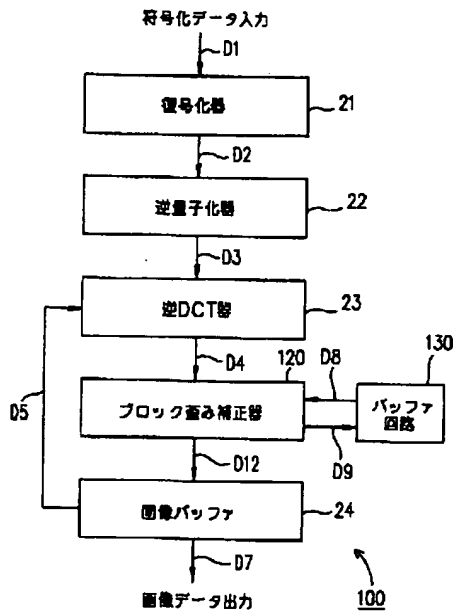 符号化データ入力
D1
復号化器
21
D2
逆量子化器
22
D3
逆DCT器
23
D4
120
D8
130
D5
ブロック歪み補正器
バッファ
回路
D9
D12
画像バッファ
24
D7
画像データ出力
100